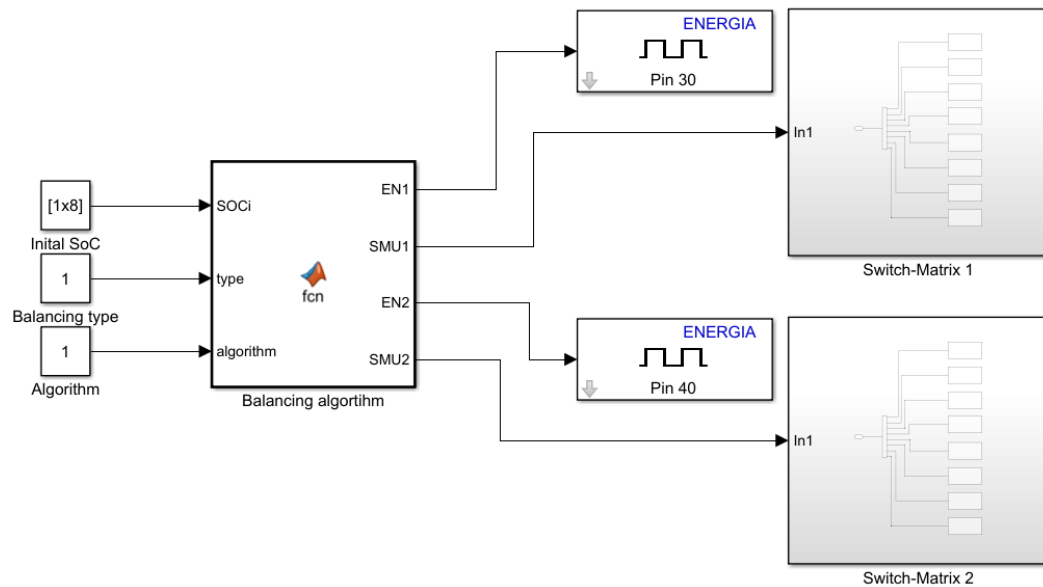 ENERGIA
Pin 30
In1
Switch-Matrix 1
[1x8]
Inital SoC
1
Balancing type
1
Algorithm
SOCi
type
algorithm
fcn
EN1
SMU1
EN2
SMU2
Balancing algortihm
ENERGIA
Pin 40
In1
Switch-Matrix 2